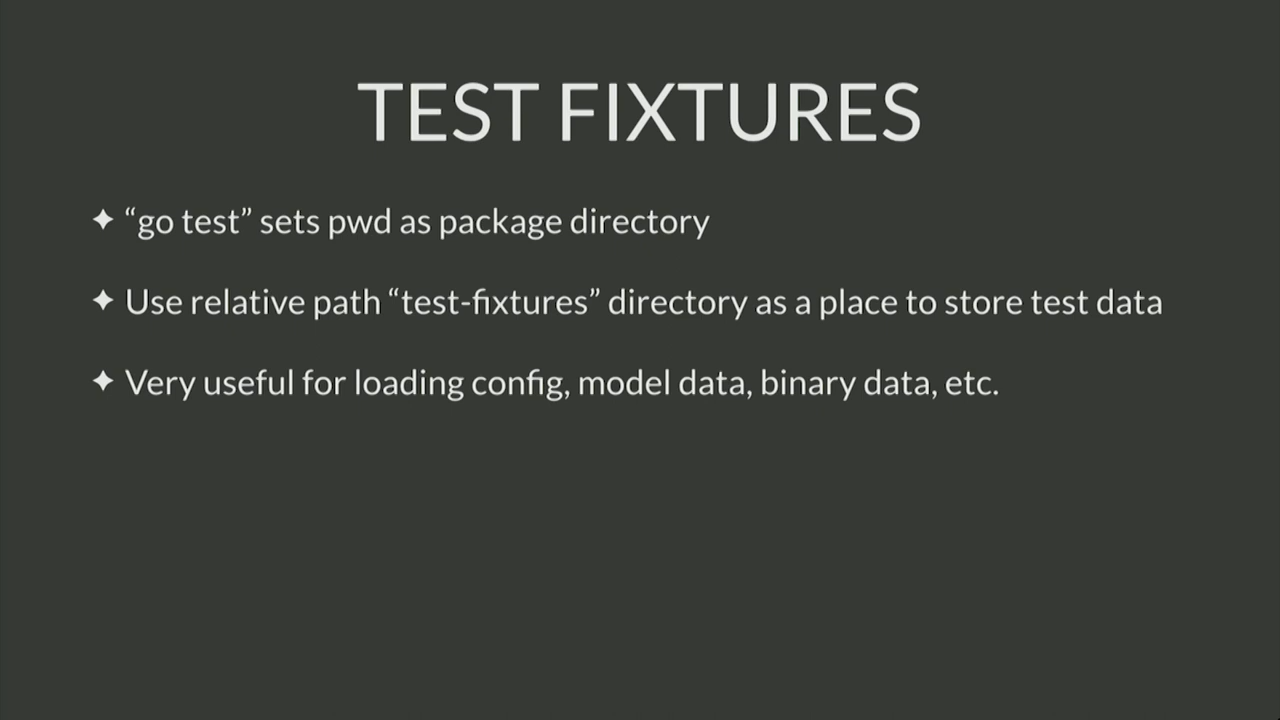 TEST FIXTURES
✦ “go test” sets pwd as package directory
✦ Use relative path “test-fixtures” directory as a place to store test data
✦ Very useful for loading config, model data, binary data, etc.